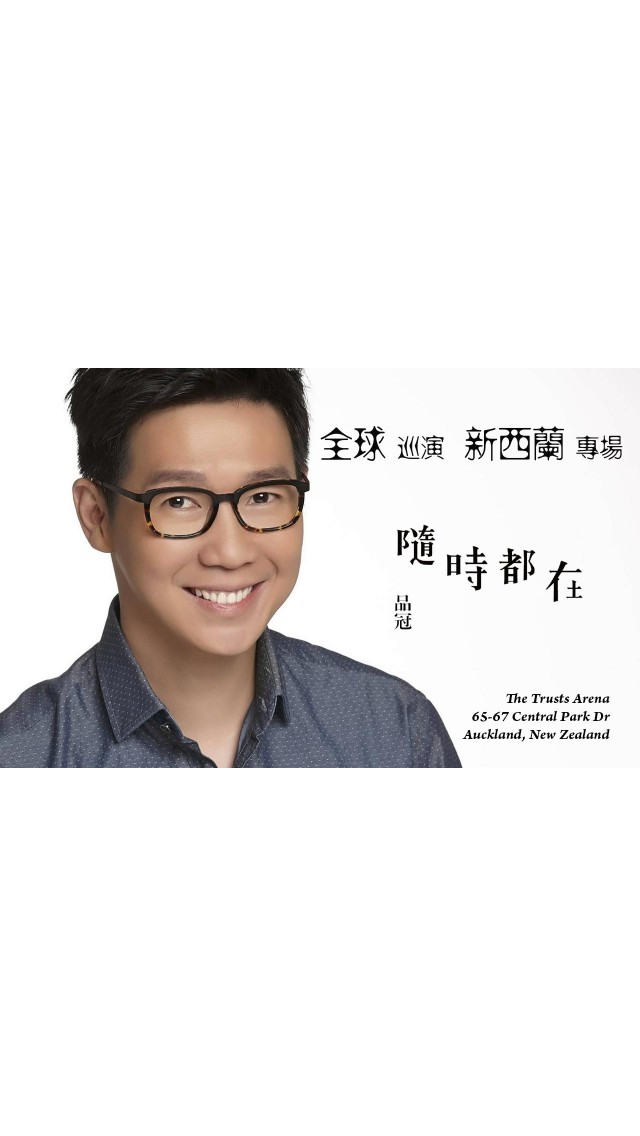 全球 巡演 新西蘭 專場
隨時都在
品冠
The Trusts Arena
65-67 Central Park Dr
Auckland, New Zealand